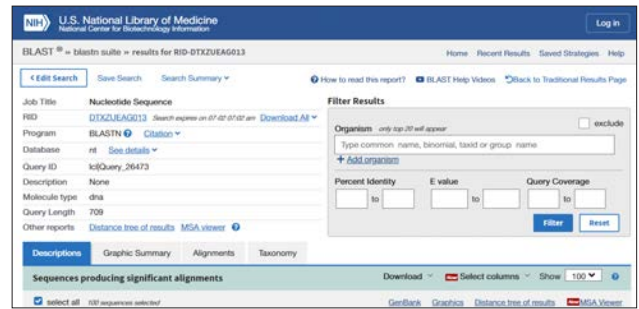 NIH U.S. National Library of Medicine
National Center for Biotechnology Information
Log in
BLAST ® » blastn suite » results for RID-DTXZUEAG013
Home Recent Results Saved Strategies Help
< Edit Search Save Search Search Summary
How to read this report? BLAST Help Videos Back to Traditional Results Page
Job Title Nucleotide Sequence
RID DTXZUEAG013 Search expires on 07-02 07:02 am Download All
Program BLASTN Citation
Database nt See details
Query ID lcl|Query_26473
Description None
Molecule type dna
Query Length 709
Other reports Distance tree of results MSA viewer
Filter Results
Organism only top 20 will appear exclude
Type common name, binomial, taxid or group name
+ Add organism
Percent Identity E value Query Coverage
to to to
Filter Reset
Descriptions Graphic Summary Alignments Taxonomy
Sequences producing significant alignments Download Select columns Show 100
select all 100 sequences selected GenBank Graphics Distance tree of results MSA Viewer